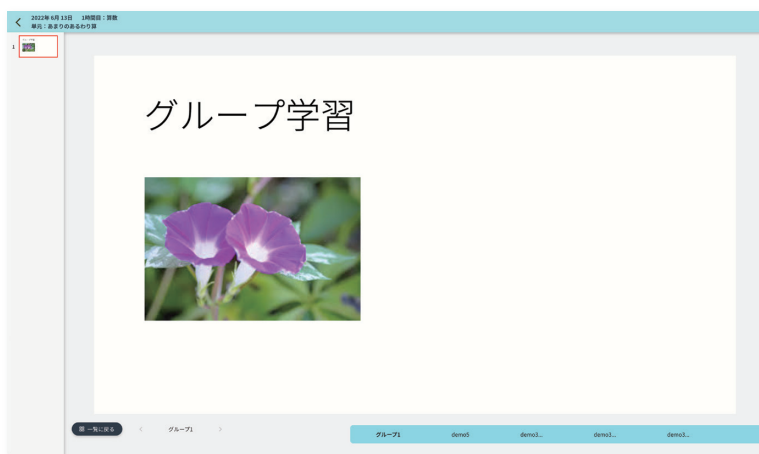 2022年 6月 13日 1時間目：算数
単元：あまりのあるわり算
1
グループ学習
一覧に戻る
グループ1
グループ1 demo5 demo3... demo3... demo3...